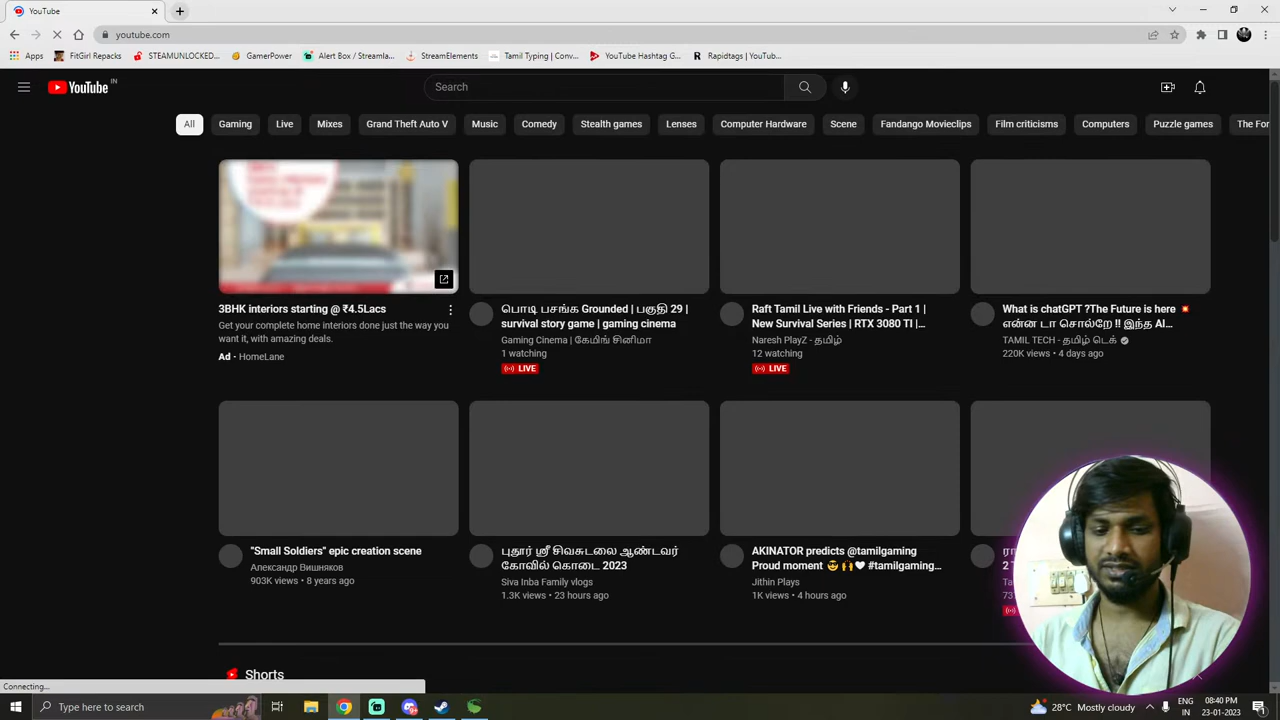 YouTube
youtube.com
Apps
FitGirl Repacks
STEAMUNLOCKED...
GamerPower
Alert Box / Streamla...
StreamElements
Tamil Typing | Conv...
YouTube Hashtag G...
Rapidtags | YouTub...
YouTube IN
Search
All
Gaming
Live
Mixes
Grand Theft Auto V
Music
Comedy
Stealth games
Lenses
Computer Hardware
Scene
Fandango Movieclips
Film criticisms
Computers
Puzzle games
The For
3BHK interiors starting @ ₹4.5Lacs
Get your complete home interiors done just the way
you want it, with amazing deals.
Ad - HomeLane
பொடி பசங்க Grounded | பகுதி 29 |
survival story game | gaming cinema
Gaming Cinema | கேமிங் சினிமா
1 watching
LIVE
Raft Tamil Live with Friends - Part 1 |
New Survival Series | RTX 3080 TI |...
Naresh PlayZ - தமிழ்
12 watching
LIVE
What is chatGPT ?The Future is here 💥
என்ன டா சொல்றே !! இந்த AI...
TAMIL TECH - தமிழ் டெக்
220K views • 4 days ago
"Small Soldiers" epic creation scene
Александр Вишняков
903K views • 8 years ago
புதூர் ஸ்ரீ சிவசுடலை ஆண்டவர்
கோவில் கொடை 2023
Siva Inba Family vlogs
1.3K views • 23 hours ago
AKINATOR predicts @tamilgaming
Proud moment 😎 🙌🤍 #tamilgaming...
Jithin Plays
1K views • 4 hours ago
Shorts
Connecting...
Type here to search
28°C Mostly cloudy
ENG
IN
08:40 PM
23-01-2023